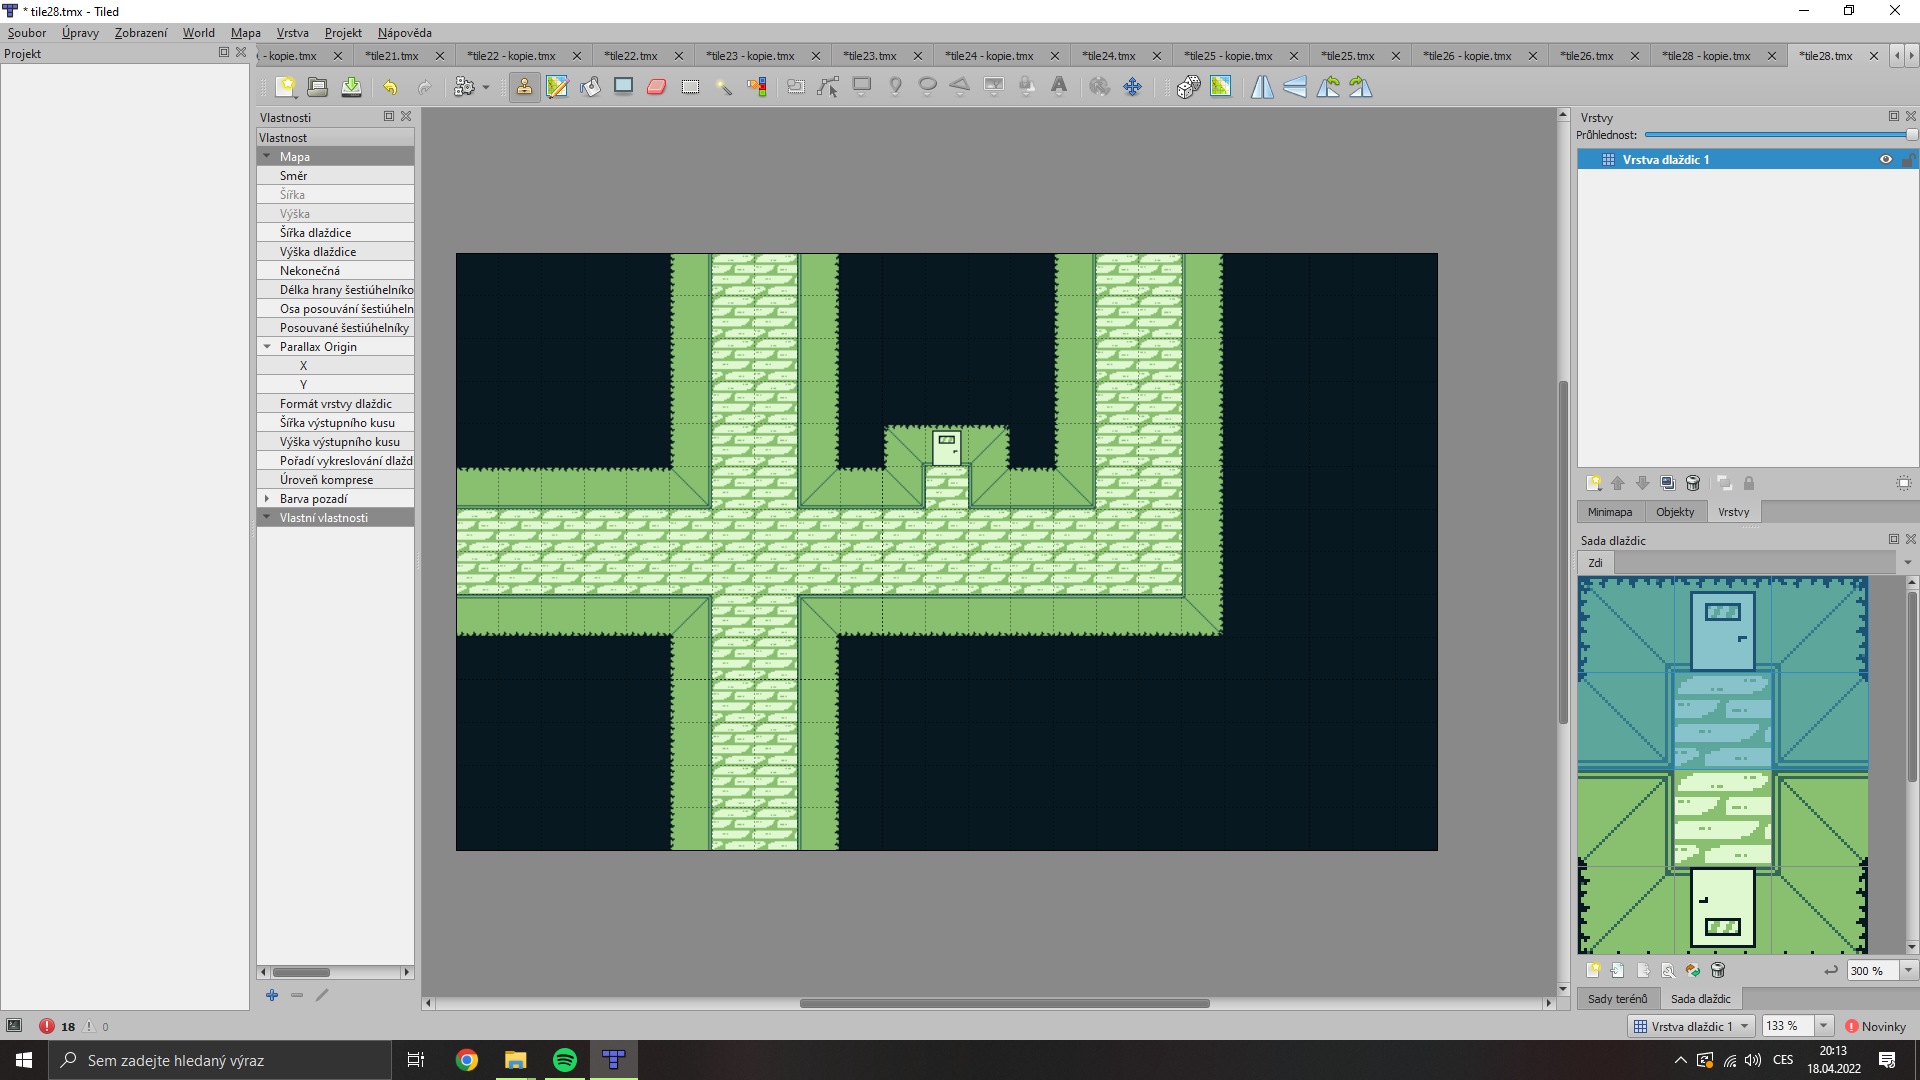 * tile28.tmx - Tiled
Soubor Úpravy Zobrazení World Mapa Vrstva Projekt Nápověda
Projekt
- kopie.tmx *tile21.tmx *tile22 - kopie.tmx *tile22.tmx *tile23 - kopie.tmx *tile23.tmx *tile24 - kopie.tmx *tile24.tmx *tile25 - kopie.tmx *tile25.tmx *tile26 - kopie.tmx *tile26.tmx *tile28 - kopie.tmx *tile28.tmx
Vlastnosti
Vlastnost
Mapa
Směr
Šířka
Výška
Šířka dlaždice
Výška dlaždice
Nekonečná
Délka hrany šestiúhelníko
Osa posouvání šestiúheln
Posouvané šestiúhelníky
Parallax Origin
X
Y
Formát vrstvy dlaždic
Šířka výstupního kusu
Výška výstupního kusu
Pořadí vykreslování dlažd
Úroveň komprese
Barva pozadí
Vlastní vlastnosti
Vrstvy
Průhlednost:
Vrstva dlaždic 1
Minimapa Objekty Vrstvy
Sada dlaždic
Zdi
300 %
Sady terénů Sada dlaždic
18 0
Vrstva dlaždic 1 133 % Novinky
Sem zadejte hledaný výraz
CES
20:13
18.04.2022